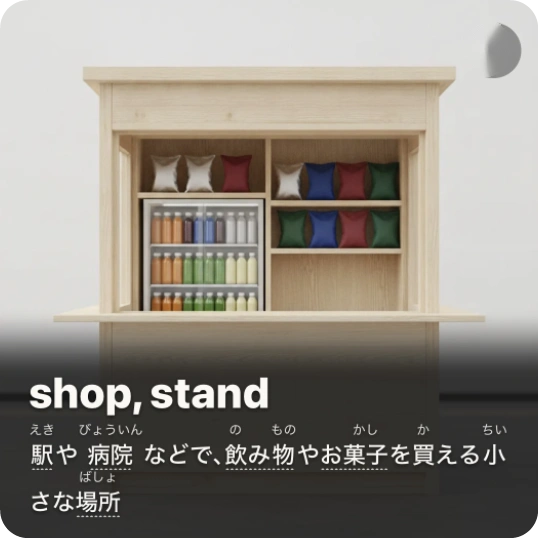 shop, stand
えき びょういん の もの かし か ちい
駅や 病院 などで、飲み物やお菓子を買える小
ばしょ
さな場所